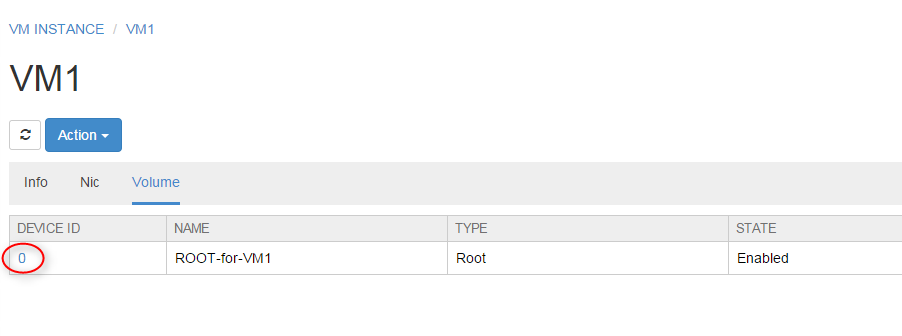 VM INSTANCE / VM1
VM1
Action
Info Nic Volume
DEVICE ID NAME TYPE STATE
0 ROOT-for-VM1 Root Enabled